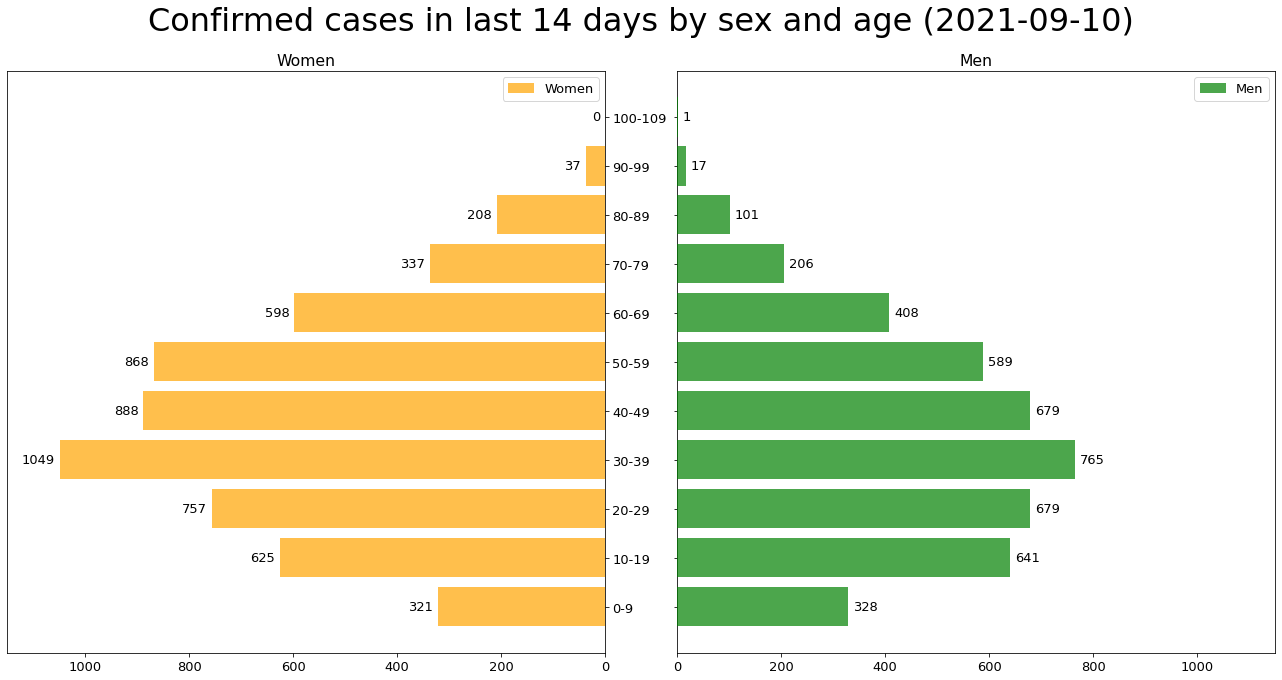 Confirmed cases in last 14 days by sex and age (2021-09-10)
Women
Men
Women
Men
0 100-109 1
37 90-99 17
208 80-89 101
337 70-79 206
598 60-69 408
868 50-59 589
888 40-49 679
1049 30-39 765
757 20-29 679
625 10-19 641
321 0-9 328
1000 800 600 400 200 0
0 200 400 600 800 1000